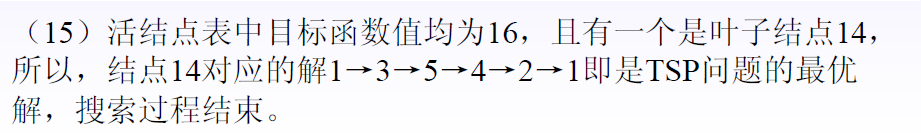 （15）活结点表中目标函数值均为16，且有一个是叶子结点14，
所以，结点14对应的解1→3→5→4→2→1即是TSP问题的最优
解，搜索过程结束。